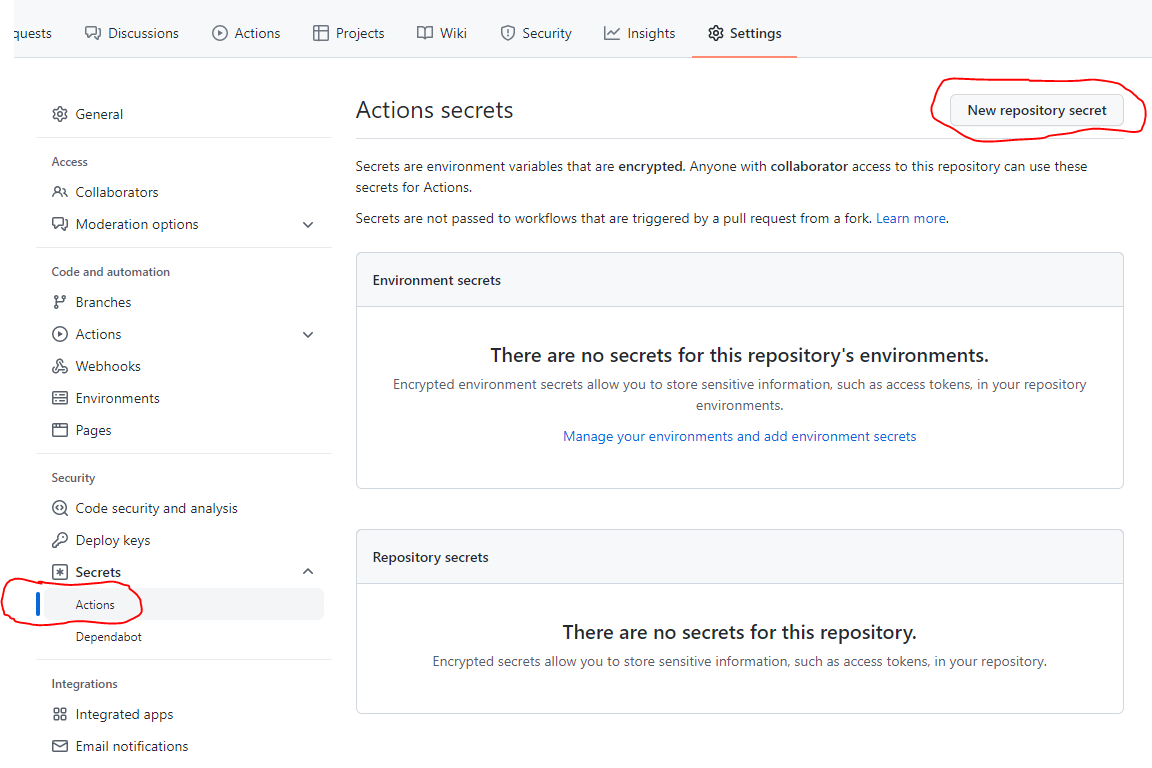 quests Discussions Actions Projects Wiki Security Insights Settings
General
Access
Collaborators
Moderation options
Code and automation
Branches
Actions
Webhooks
Environments
Pages
Security
Code security and analysis
Deploy keys
Secrets
Actions
Dependabot
Integrations
Integrated apps
Email notifications
Actions secrets
New repository secret
Secrets are environment variables that are encrypted. Anyone with collaborator access to this repository can use these
secrets for Actions.
Secrets are not passed to workflows that are triggered by a pull request from a fork. Learn more.
Environment secrets
There are no secrets for this repository's environments.
Encrypted environment secrets allow you to store sensitive information, such as access tokens, in your repository
environments.
Manage your environments and add environment secrets
Repository secrets
There are no secrets for this repository.
Encrypted secrets allow you to store sensitive information, such as access tokens, in your repository.